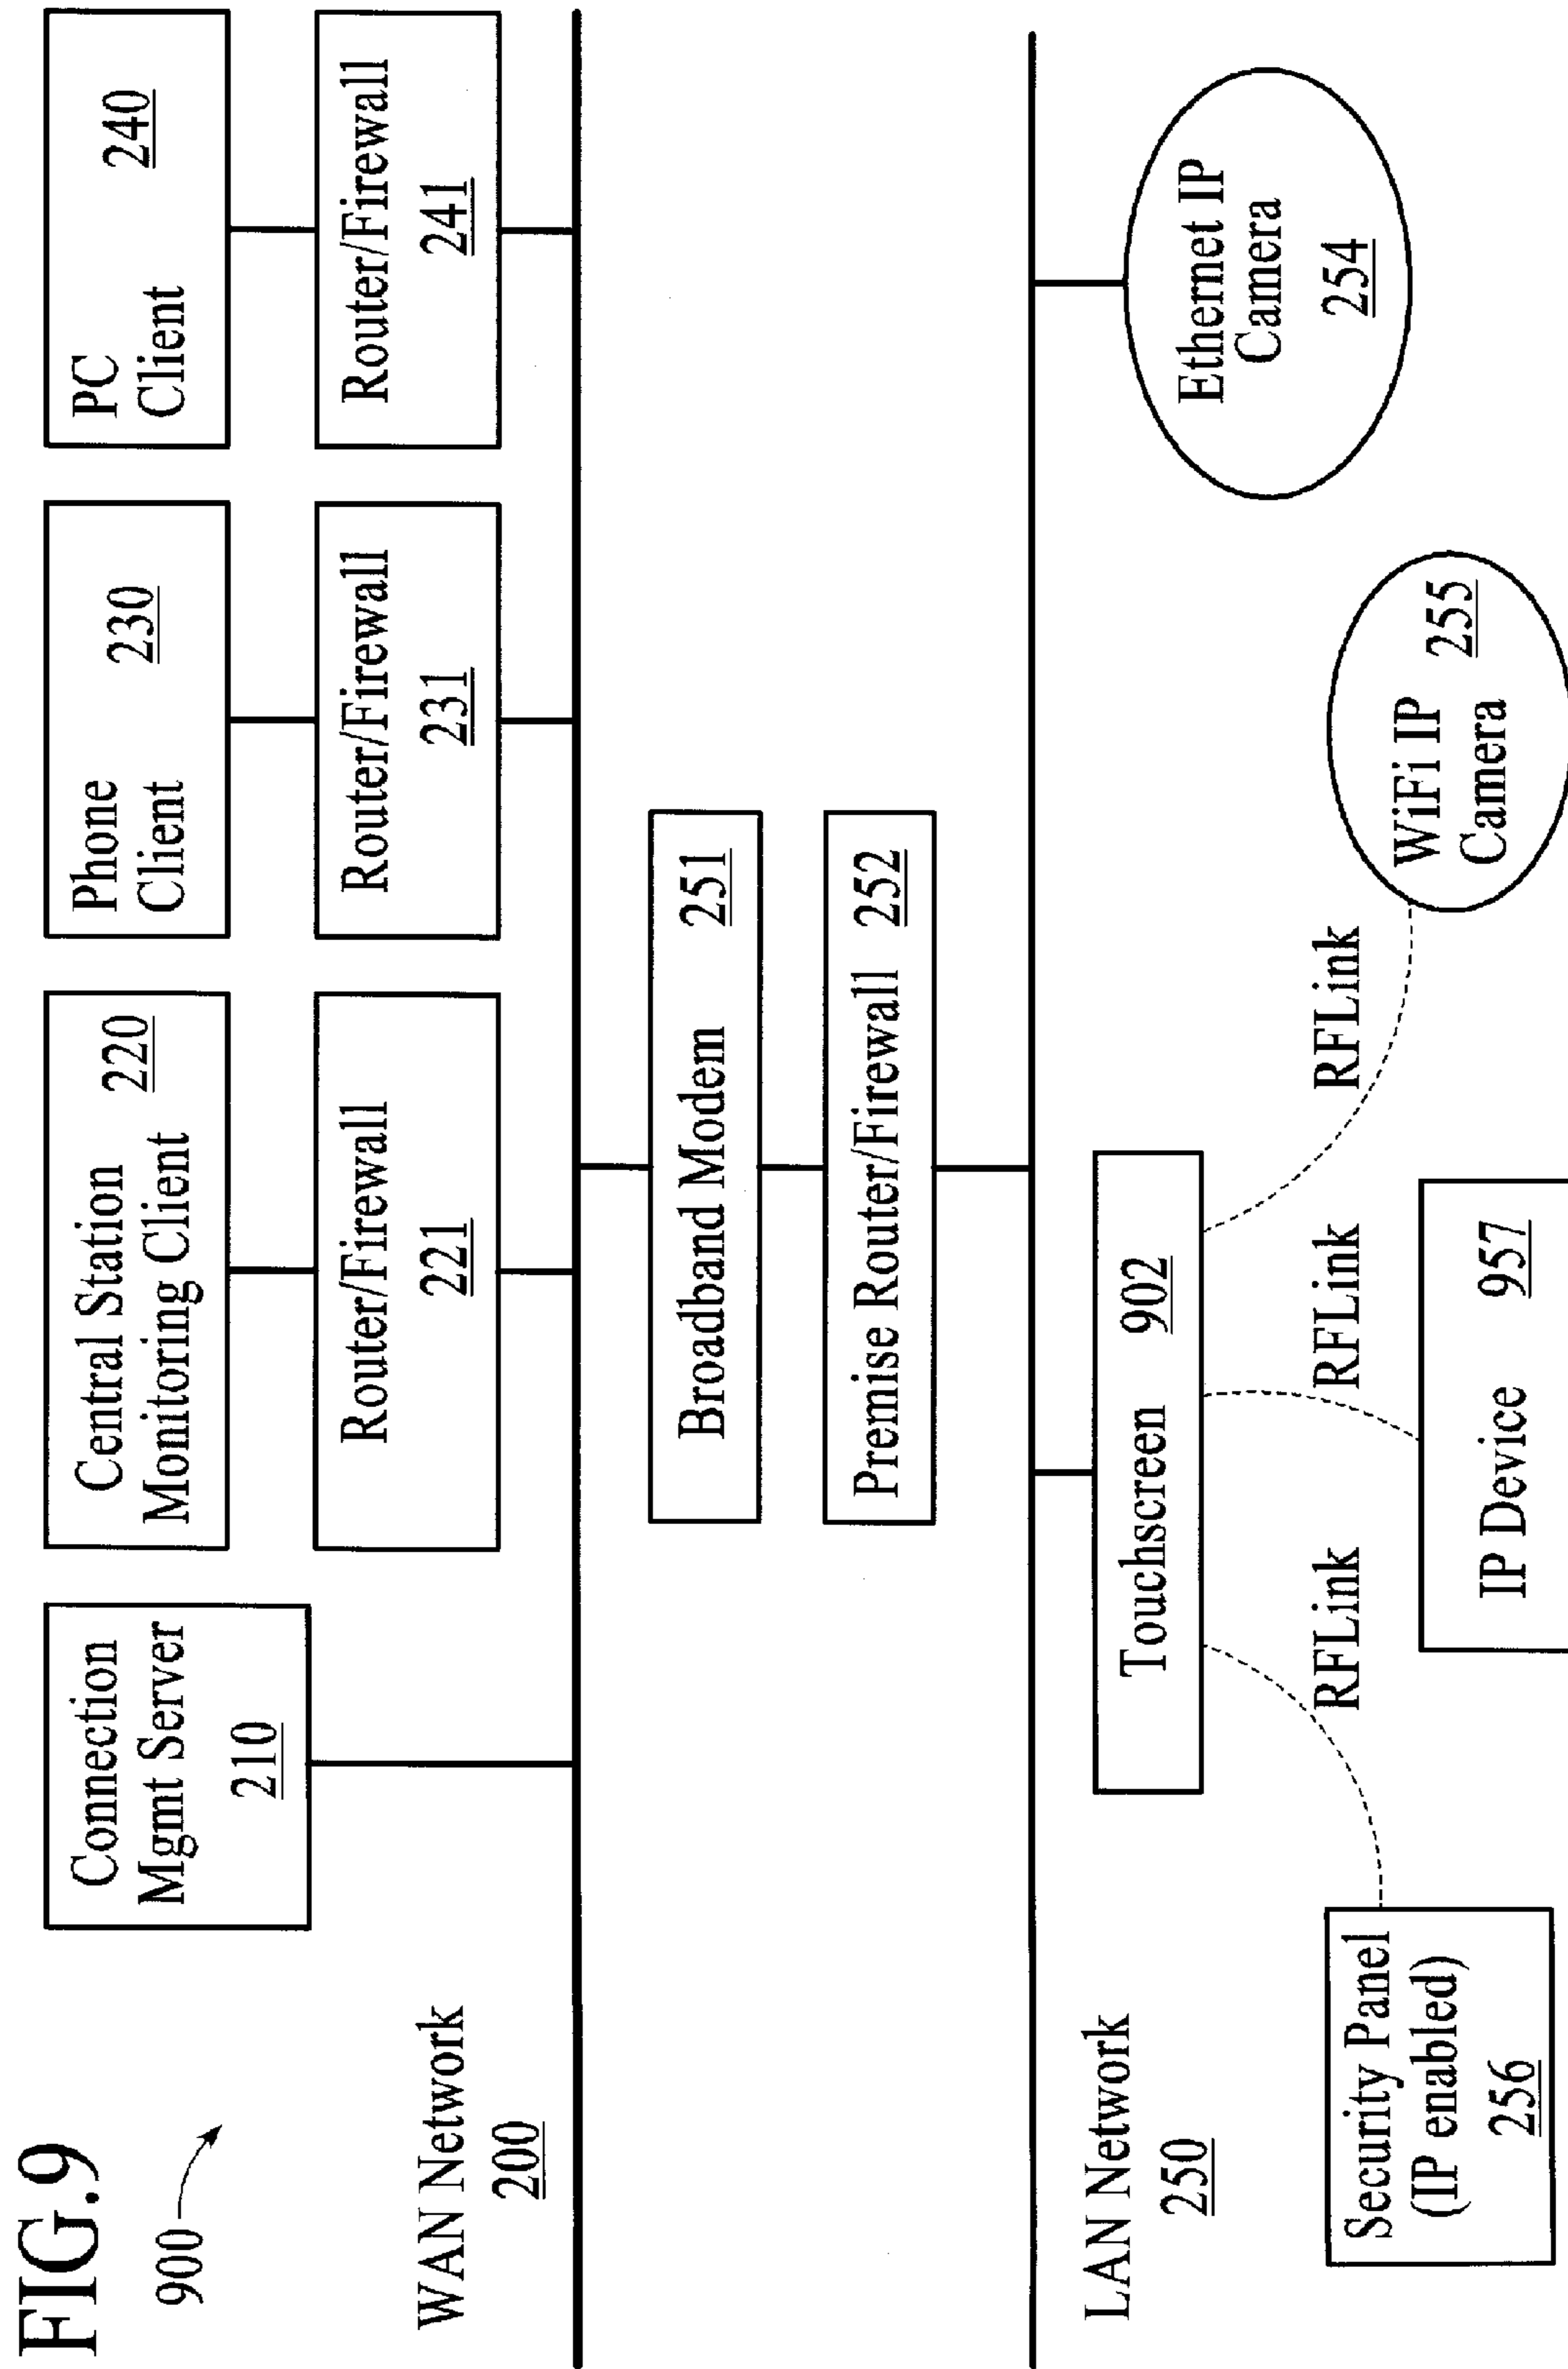 FIG.9
900
Connection
Mgmt Server
210
Central Station
Monitoring Client
220
Phone
Client
230
PC
Client
240
Router/Firewall
221
Router/Firewall
231
Router/Firewall
241
WAN Network
200
Broadband Modem 251
Premise Router/Firewall 252
LAN Network
250
Touchscreen 902
Ethernet IP
Camera
254
RFLink
RFLink
RFLink
Security Panel
(IP enabled)
256
IP Device 957
WiFi IP
Camera
255